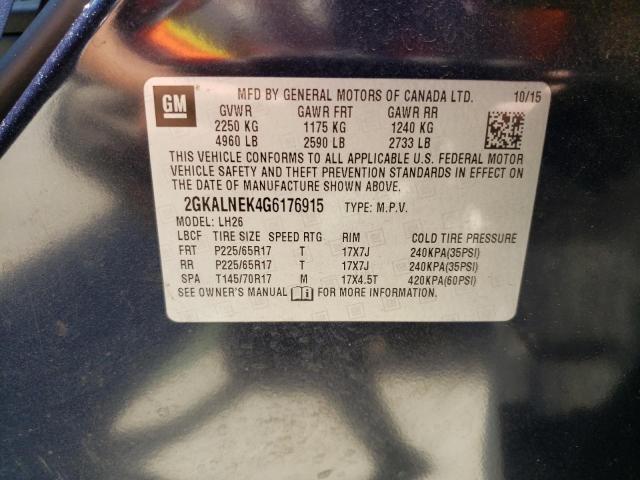 GM
MFD BY GENERAL MOTORS OF CANADA LTD. 10/15
GVWR GAWR FRT GAWR RR
2250 KG 1175 KG 1240 KG
4960 LB 2590 LB 2733 LB
THIS VEHICLE CONFORMS TO ALL APPLICABLE U.S. FEDERAL MOTOR
VEHICLE SAFETY AND THEFT PREVENTION STANDARDS IN EFFECT ON
THE DATE OF MANUFACTURE SHOWN ABOVE.
2GKALNEK4G6176915 TYPE: M.P.V.
MODEL: LH26
LBCF TIRE SIZE SPEED RTG RIM COLD TIRE PRESSURE
FRT P225/65R17 T 17X7J 240KPA(35PSI)
RR P225/65R17 T 17X7J 240KPA(35PSI)
SPA T145/70R17 M 17X4.5T 420KPA(60PSI)
SEE OWNER'S MANUAL FOR MORE INFORMATION.